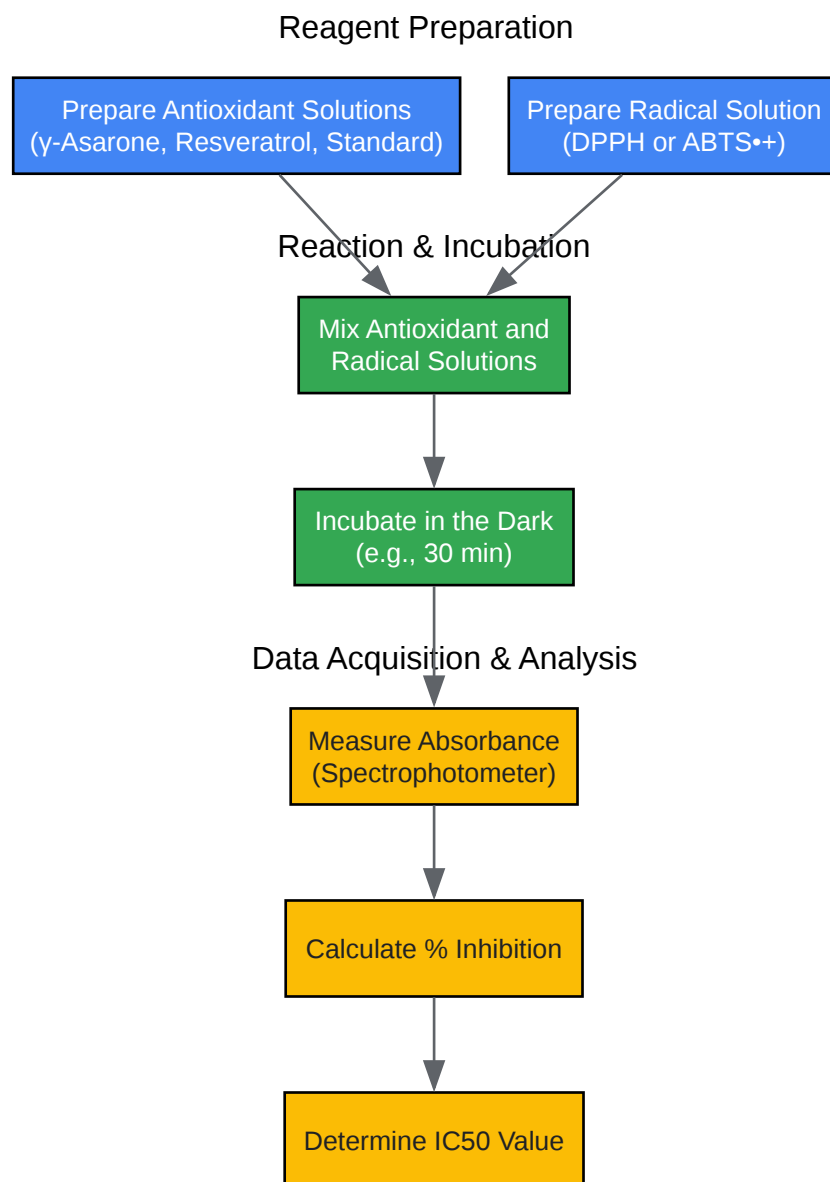 Reagent Preparation
Prepare Antioxidant Solutions
(γ-Asarone, Resveratrol, Standard)
Prepare Radical Solution
(DPPH or ABTS•+)
Reaction & Incubation
Mix Antioxidant and
Radical Solutions
Incubate in the Dark
(e.g., 30 min)
Data Acquisition & Analysis
Measure Absorbance
(Spectrophotometer)
Calculate % Inhibition
Determine IC50 Value